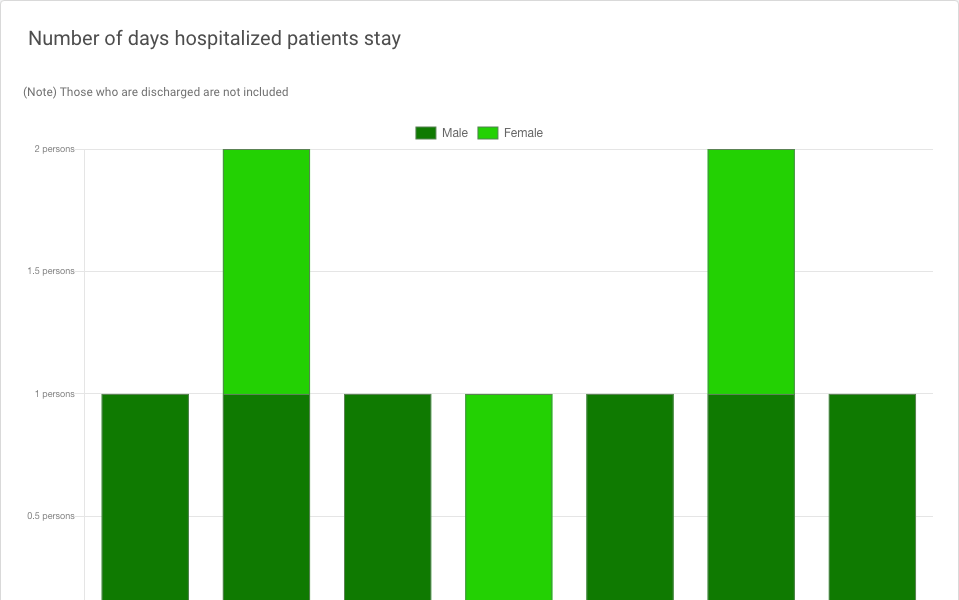 Number of days hospitalized patients stay
(Note) Those who are discharged are not included
Male Female
2 persons
1.5 persons
1 persons
0.5 persons